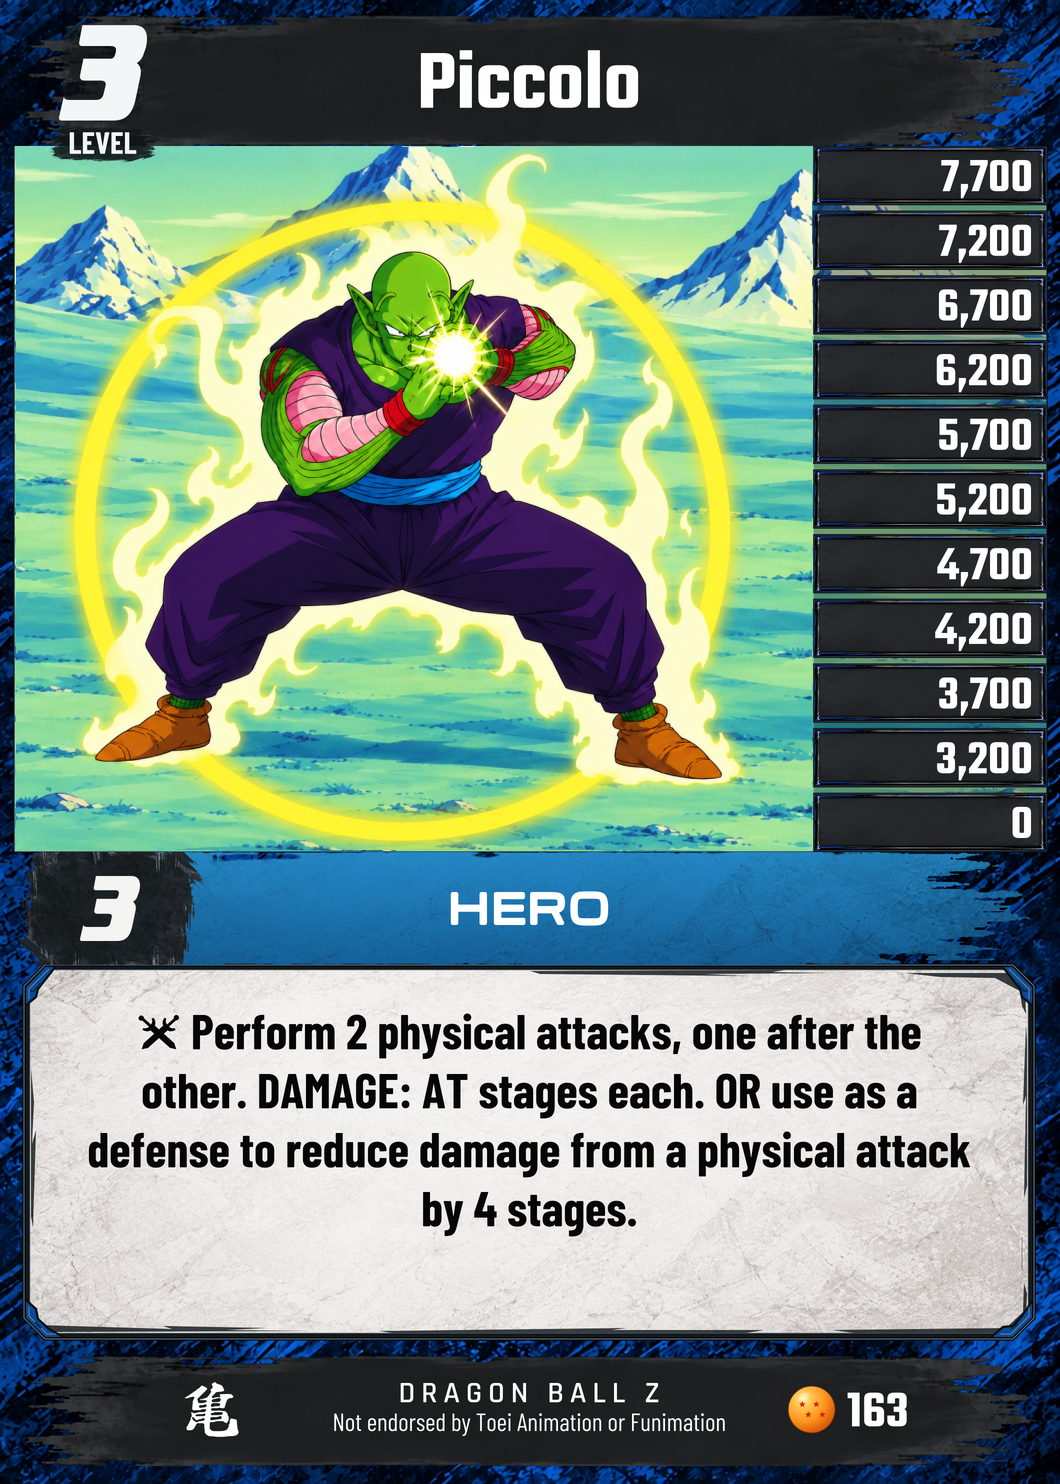 3
LEVEL
Piccolo
7,700
7,200
6,700
6,200
5,700
5,200
4,700
4,200
3,700
3,200
0
3
HERO
Perform 2 physical attacks, one after the
other. DAMAGE: AT stages each. OR use as a
defense to reduce damage from a physical attack
by 4 stages.
亀
DRAGON BALL Z
Not endorsed by Toei Animation or Funimation
163